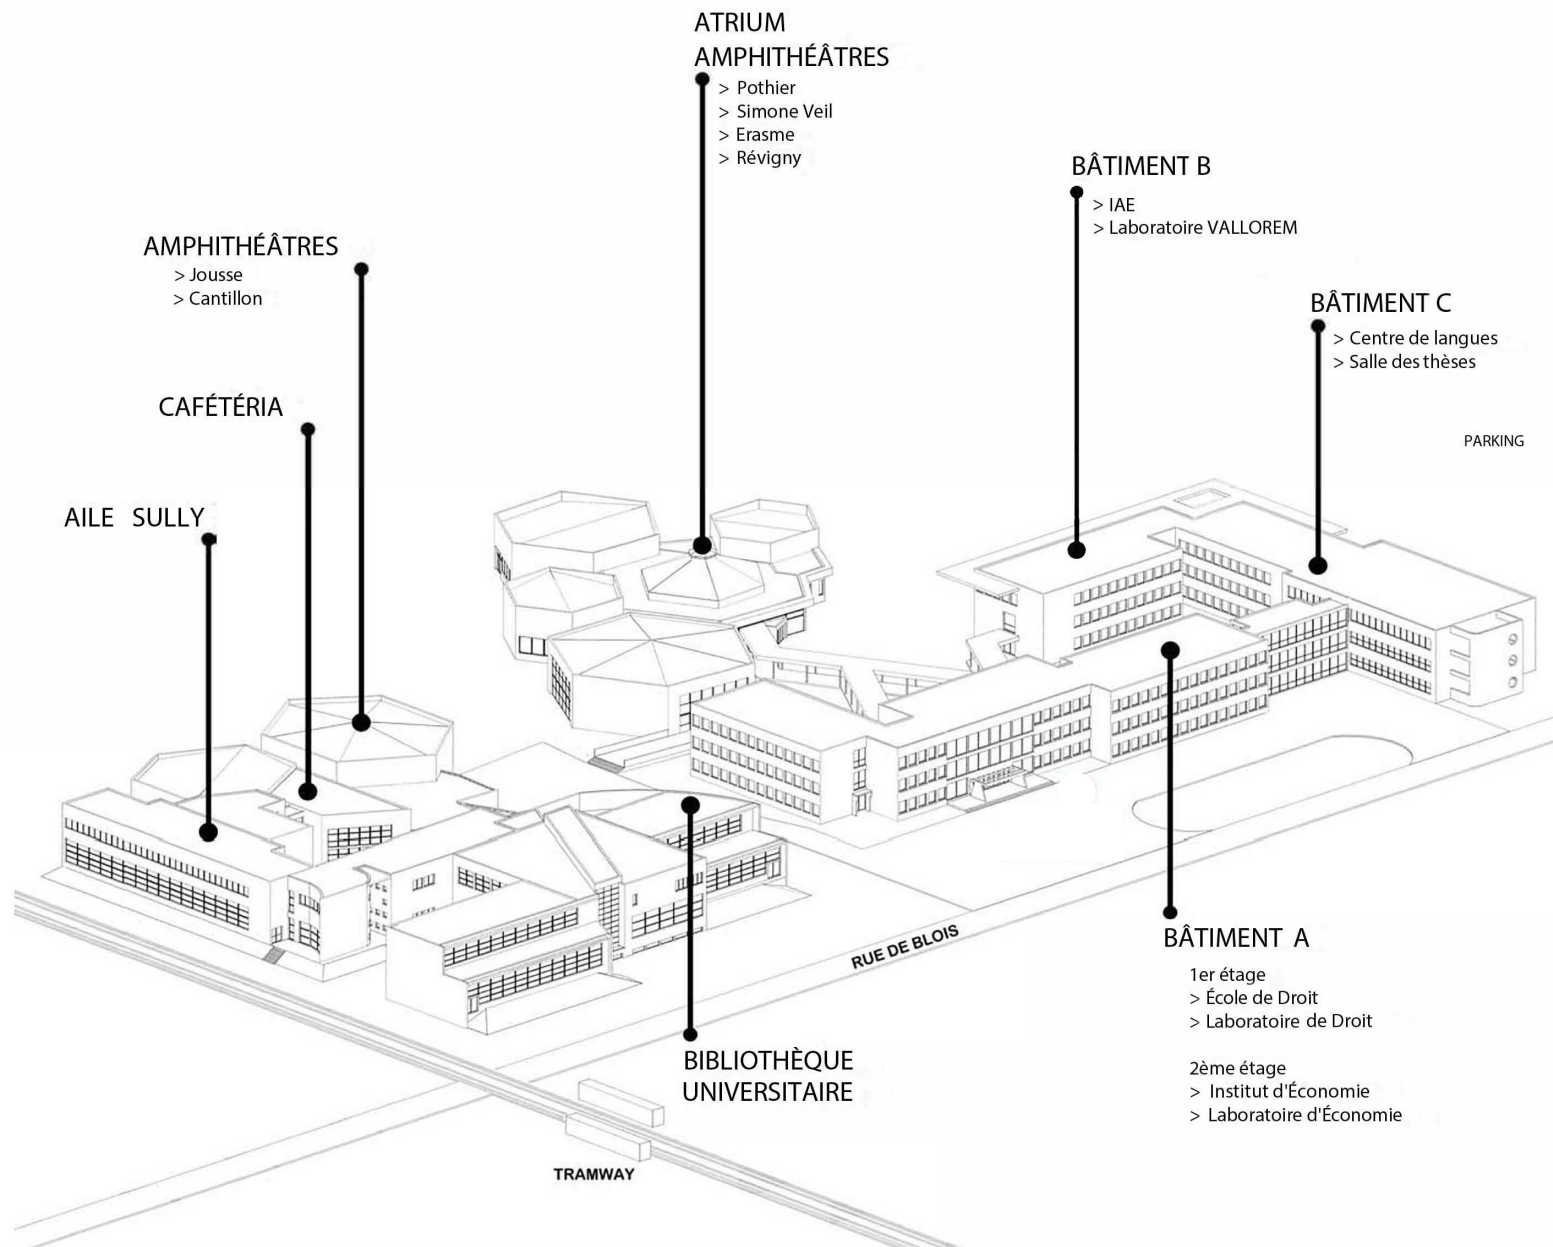 ATRIUM
AMPHITHÉÂTRES
> Pothier
> Simone Veil
> Erasme
> Révigny
BÂTIMENT B
> IAE
> Laboratoire VALLOREM
AMPHITHÉÂTRES
> Jousse
> Cantillon
BÂTIMENT C
> Centre de langues
> Salle des thèses
CAFÉTÉRIA
PARKING
AILE SULLY
RUE DE BLOIS
BÂTIMENT A
1er étage
> École de Droit
> Laboratoire de Droit
2ème étage
> Institut d'Économie
> Laboratoire d'Économie
BIBLIOTHÈQUE
UNIVERSITAIRE
TRAMWAY